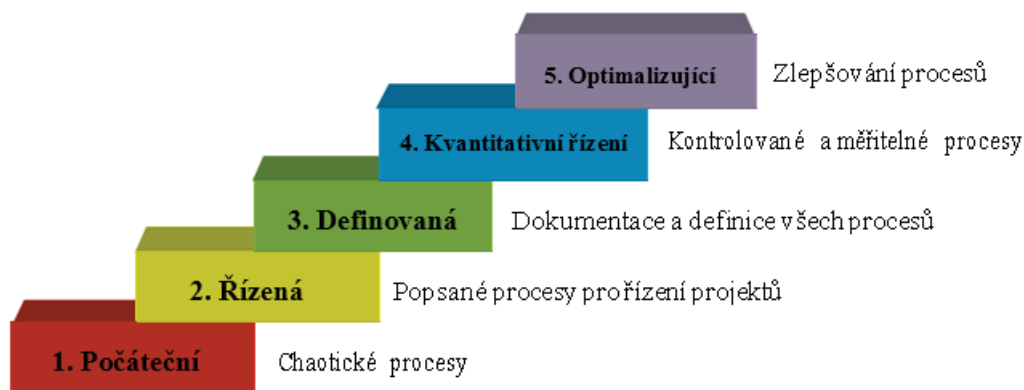 5. Optimalizující
Zlepšování procesů
4. Kvantitativní řízení
Kontrolované a měřitelné procesy
3. Definovaná
Dokumentace a definice všech procesů
2. Řízená
Popsané procesy pro řízení projektů
1. Počáteční
Chaotické procesy